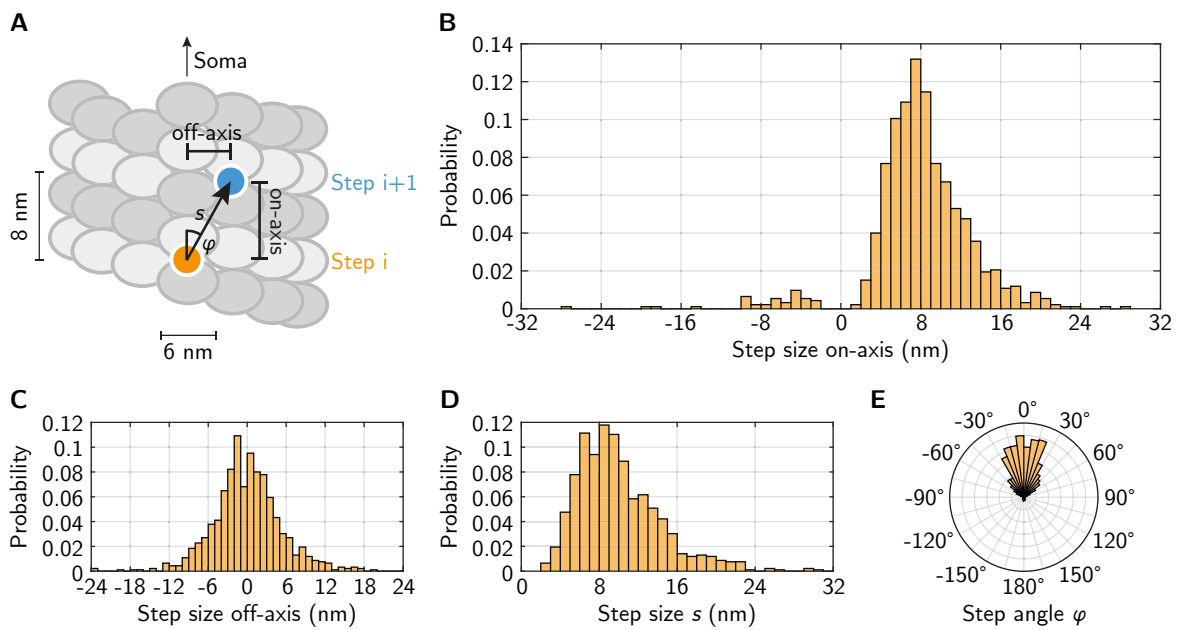 A
Soma
off-axis
Step i+1
8 nm
s
on-axis
φ
Step i
6 nm
B
0.14
0.12
0.1
0.08
0.06
0.04
0.02
0
Probability
-32 -24 -16 -8 0 8 16 24 32
Step size on-axis (nm)
C
0.12
0.1
0.08
0.06
0.04
0.02
0
Probability
-24 -18 -12 -6 0 6 12 18 24
Step size off-axis (nm)
D
0.12
0.1
0.08
0.06
0.04
0.02
0
Probability
0 8 16 24 32
Step size s (nm)
E
0°
-30° 30°
-60° 60°
-90° 90°
-120° 120°
-150° 150°
180°
Step angle φ